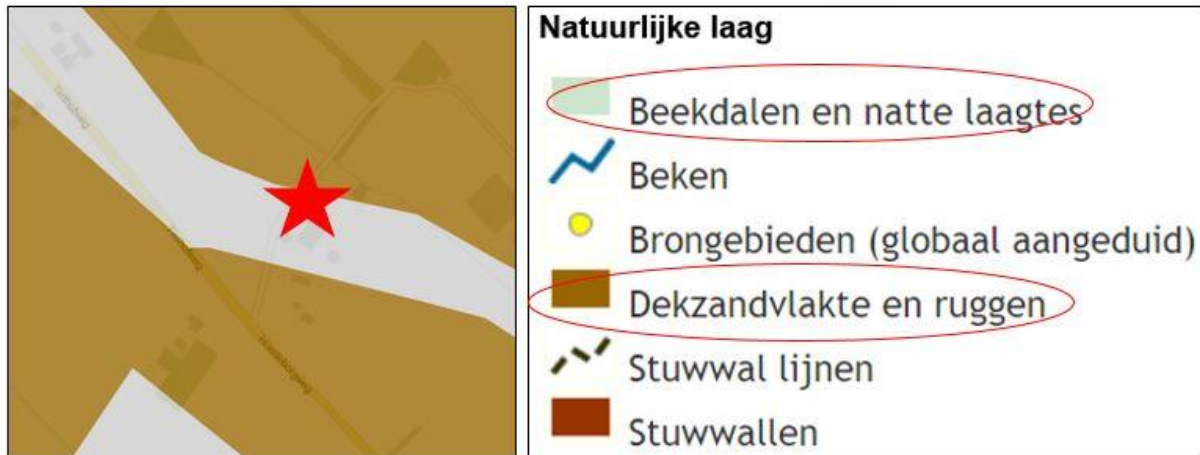 Natuurlijke laag
Beekdalen en natte laagtes
Beken
Brongebieden (globaal aangeduid)
Dekzandvlakte en ruggen
Stuwwal lijnen
Stuwwallen